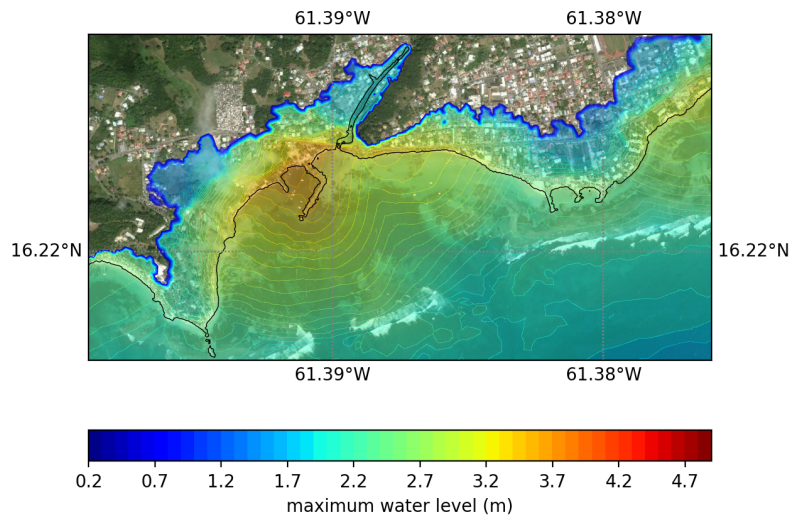 61.39°W 61.38°W
16.22°N 16.22°N
61.39°W 61.38°W
0.2 0.7 1.2 1.7 2.2 2.7 3.2 3.7 4.2 4.7
maximum water level (m)